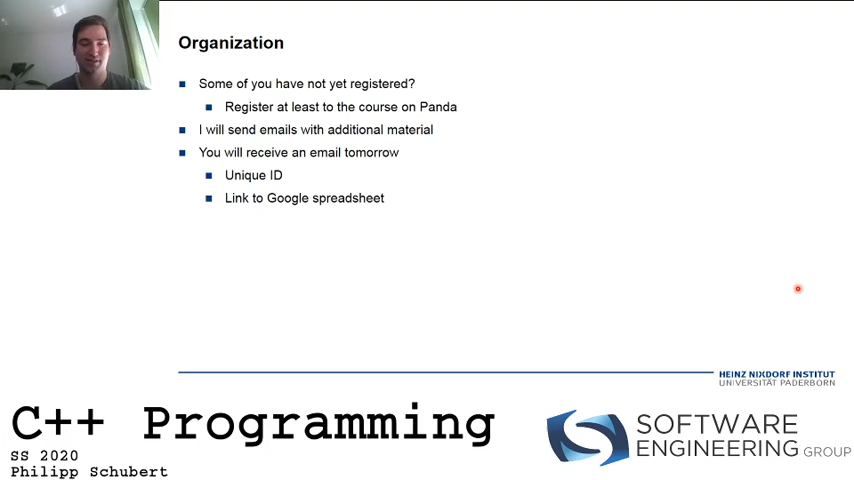 Organization
Some of you have not yet registered?
Register at least to the course on Panda
I will send emails with additional material
You will receive an email tomorrow
Unique ID
Link to Google spreadsheet
HEINZ NIXDORF INSTITUT
UNIVERSITÄT PADERBORN
C++ Programming
SS 2020
Philipp Schubert
SOFTWARE
ENGINEERING GROUP